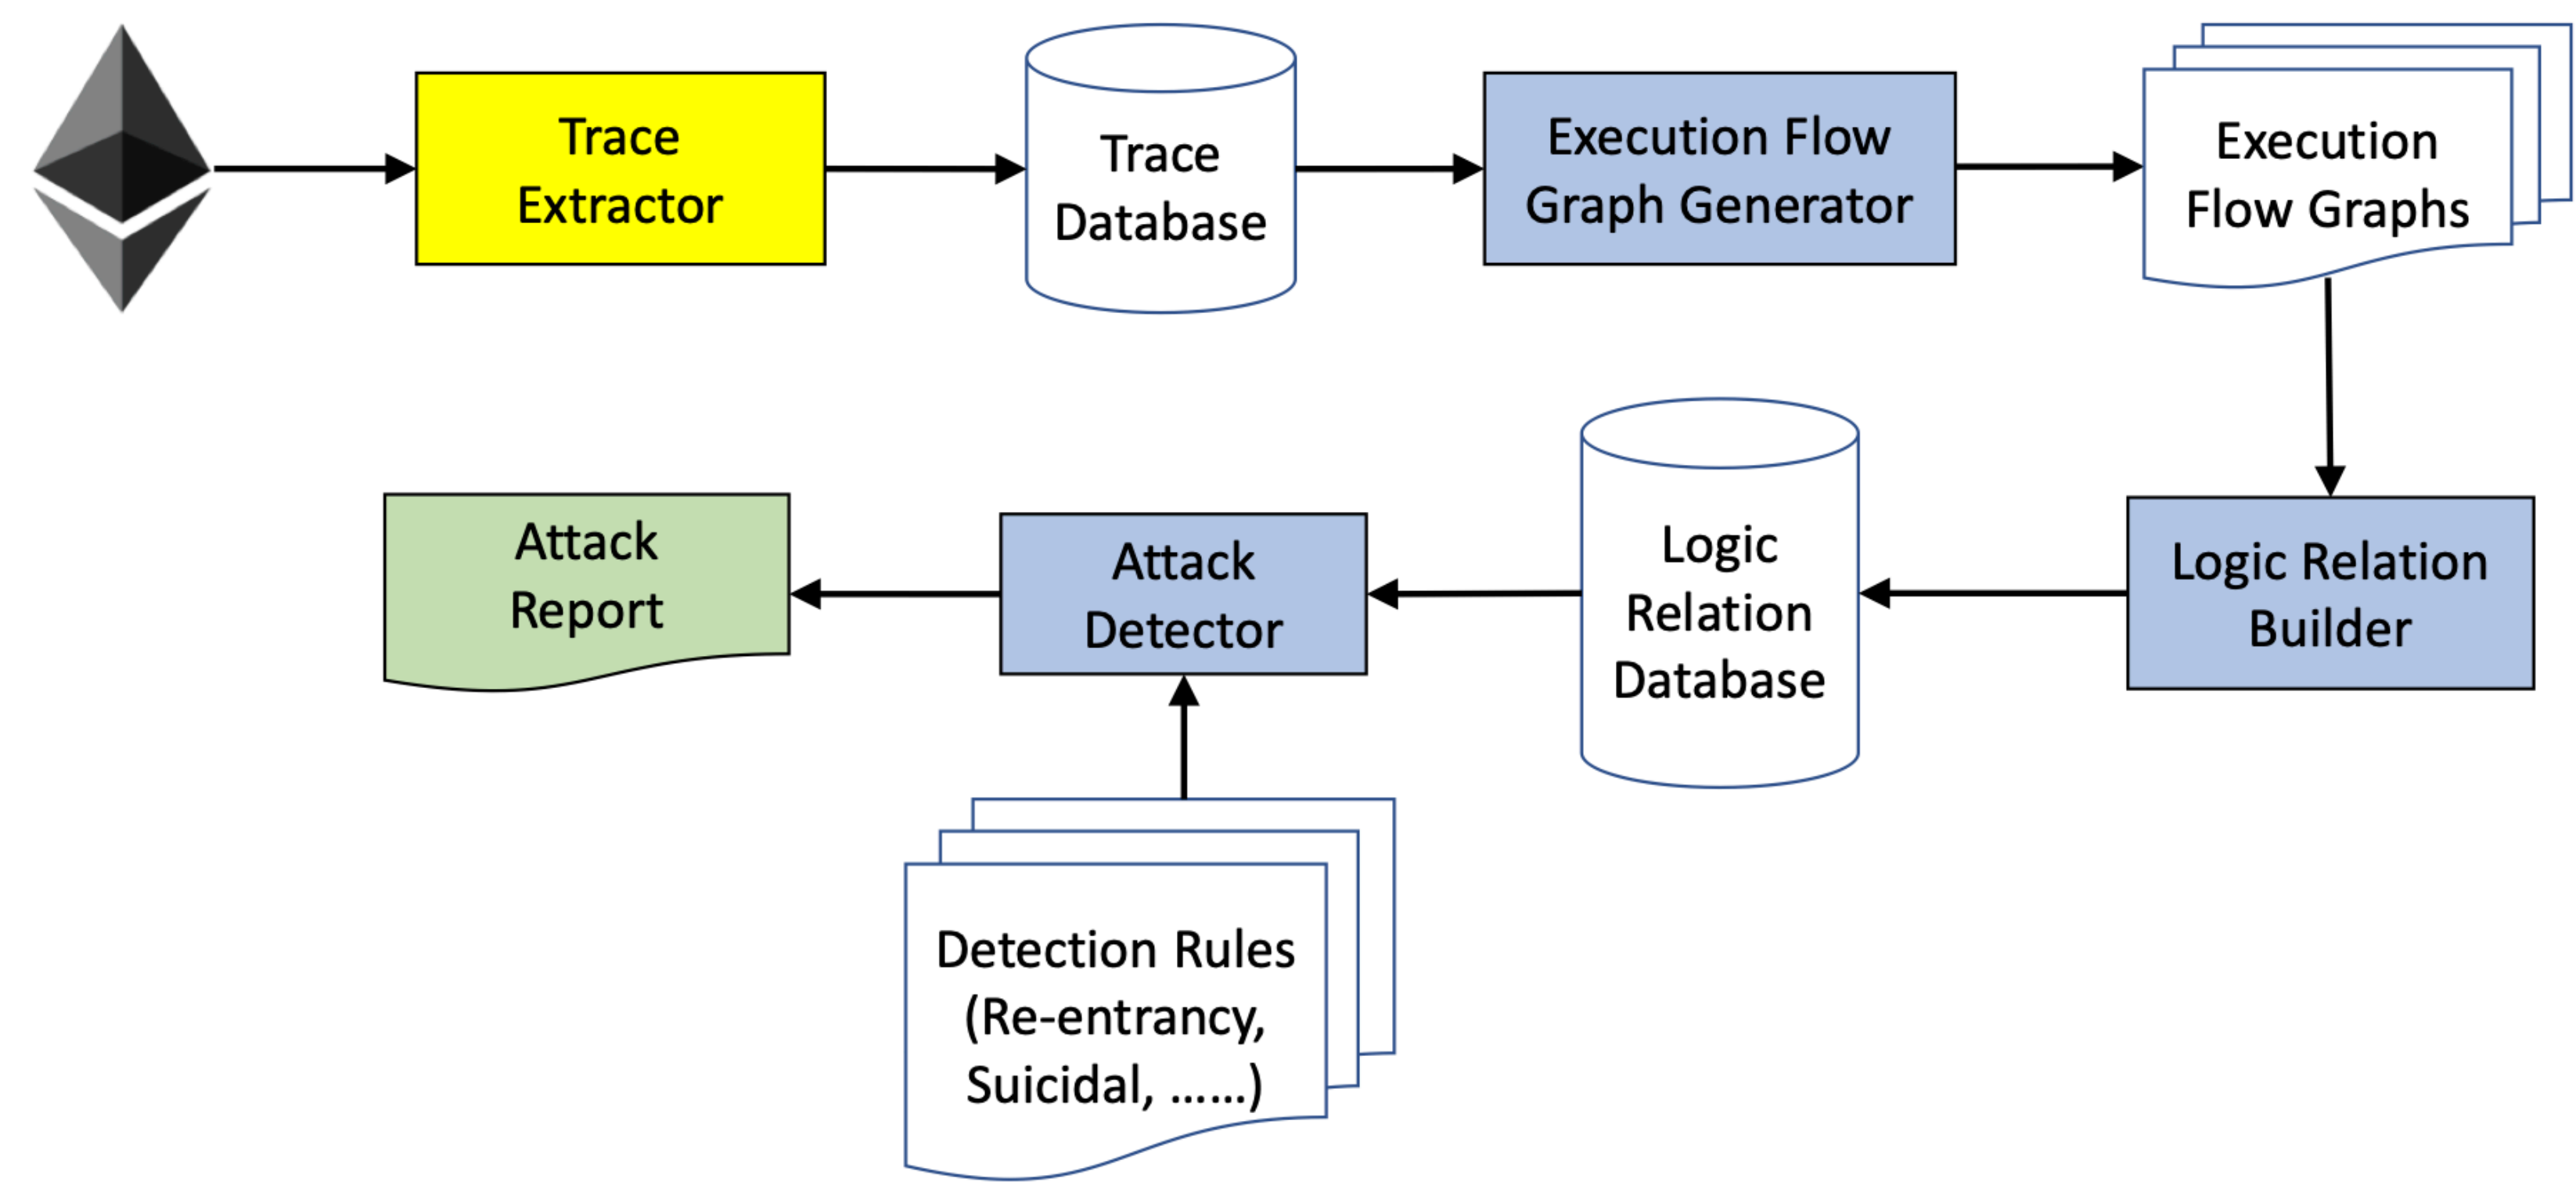 Trace
Extractor
Trace
Database
Execution Flow
Graph Generator
Execution
Flow Graphs
Attack
Report
Attack
Detector
Logic
Relation
Database
Logic Relation
Builder
Detection Rules
(Re-entrancy,
Suicidal, ......)